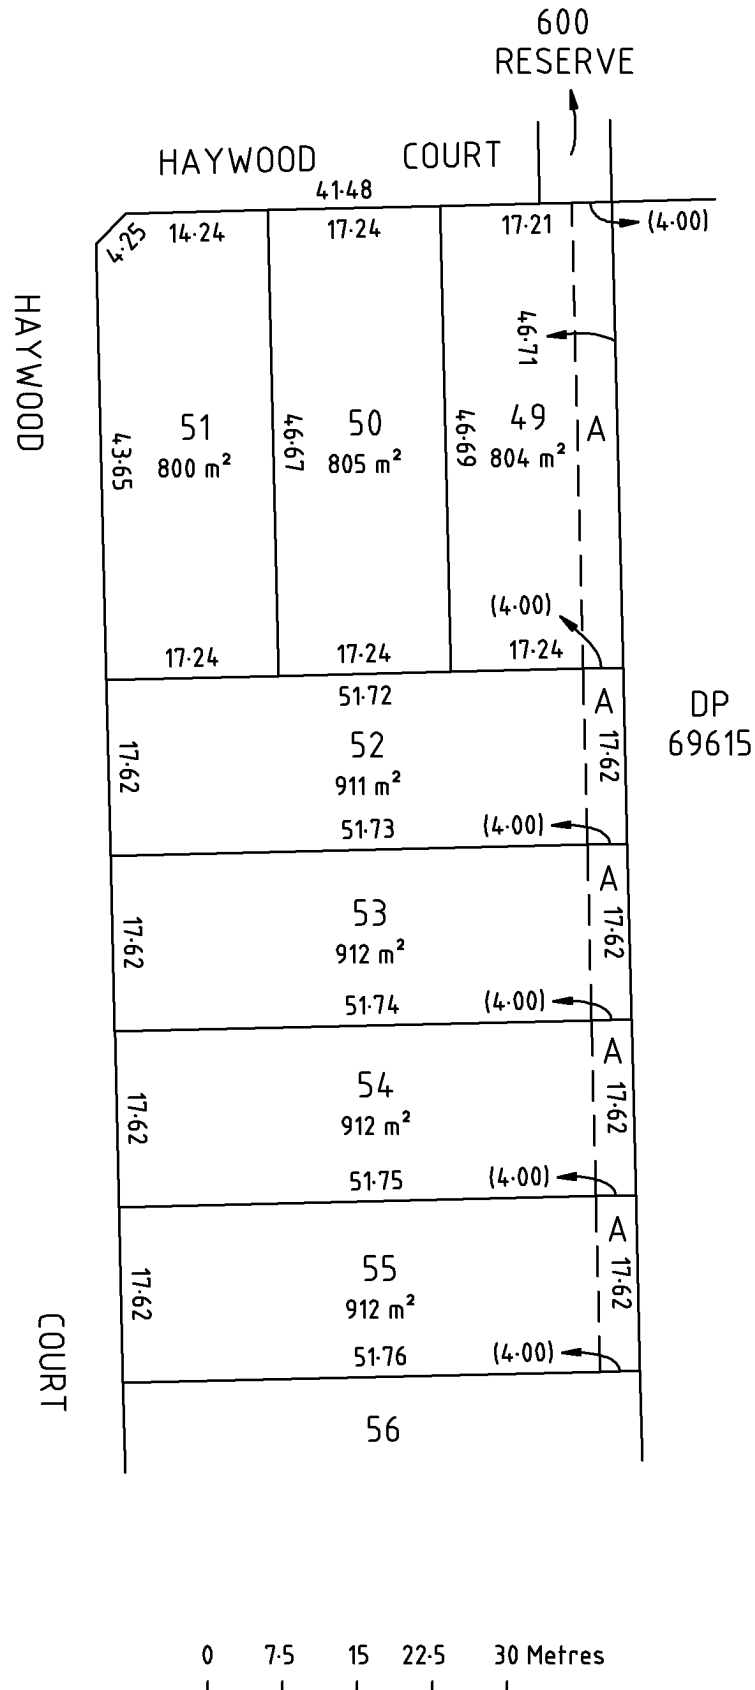 600
RESERVE
HAYWOOD COURT
41·48
4·25
14·24
17·24
17·21
(4·00)
HAYWOOD
46·71
51
800 m²
50
805 m²
49
804 m²
A
43·65
46·67
46·69
(4·00)
17·24
17·24
17·24
51·72
A
DP
69615
52
911 m²
17·62
17·62
51·73
(4·00)
A
53
912 m²
17·62
17·62
51·74
(4·00)
A
54
912 m²
17·62
17·62
51·75
(4·00)
A
55
912 m²
17·62
17·62
51·76
(4·00)
COURT
56
0 7·5 15 22·5 30 Metres